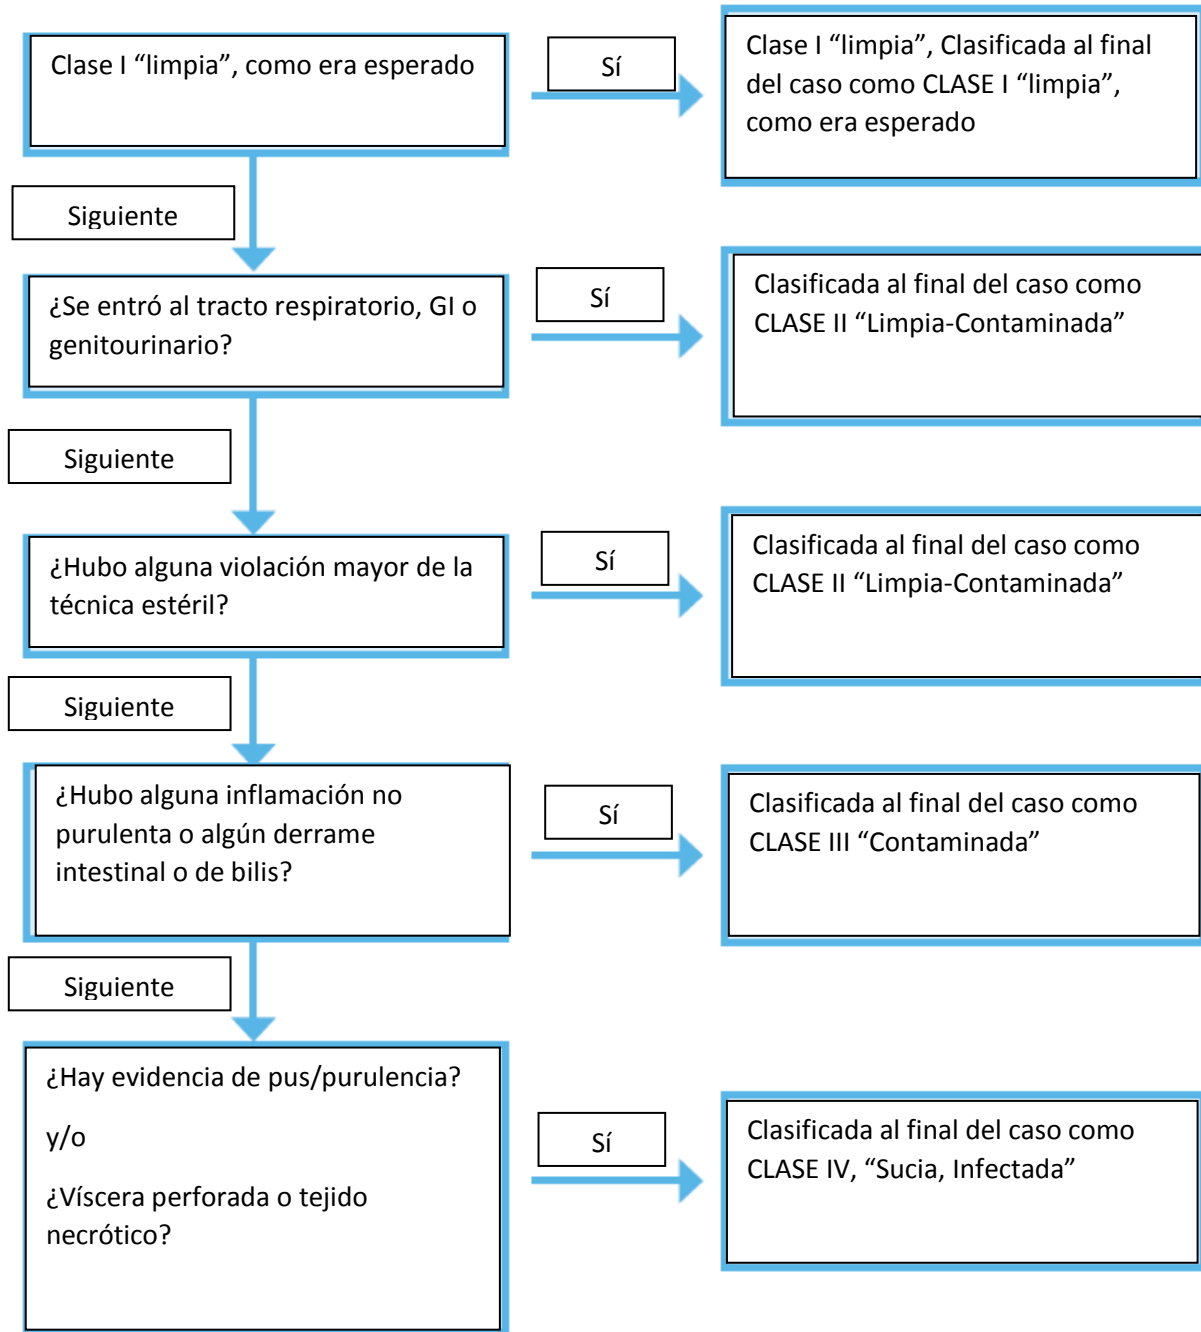 Clase I “limpia”, como era esperado
Sí
Clase I “limpia”, Clasificada al final
del caso como CLASE I “limpia”,
como era esperado
Siguiente
¿Se entró al tracto respiratorio, GI o
genitourinario?
Sí
Clasificada al final del caso como
CLASE II “Limpia-Contaminada”
Siguiente
¿Hubo alguna violación mayor de la
técnica estéril?
Sí
Clasificada al final del caso como
CLASE II “Limpia-Contaminada”
Siguiente
¿Hubo alguna inflamación no
purulenta o algún derrame
intestinal o de bilis?
Sí
Clasificada al final del caso como
CLASE III “Contaminada”
Siguiente
¿Hay evidencia de pus/purulencia?
y/o
¿Víscera perforada o tejido
necrótico?
Sí
Clasificada al final del caso como
CLASE IV, “Sucia, Infectada”